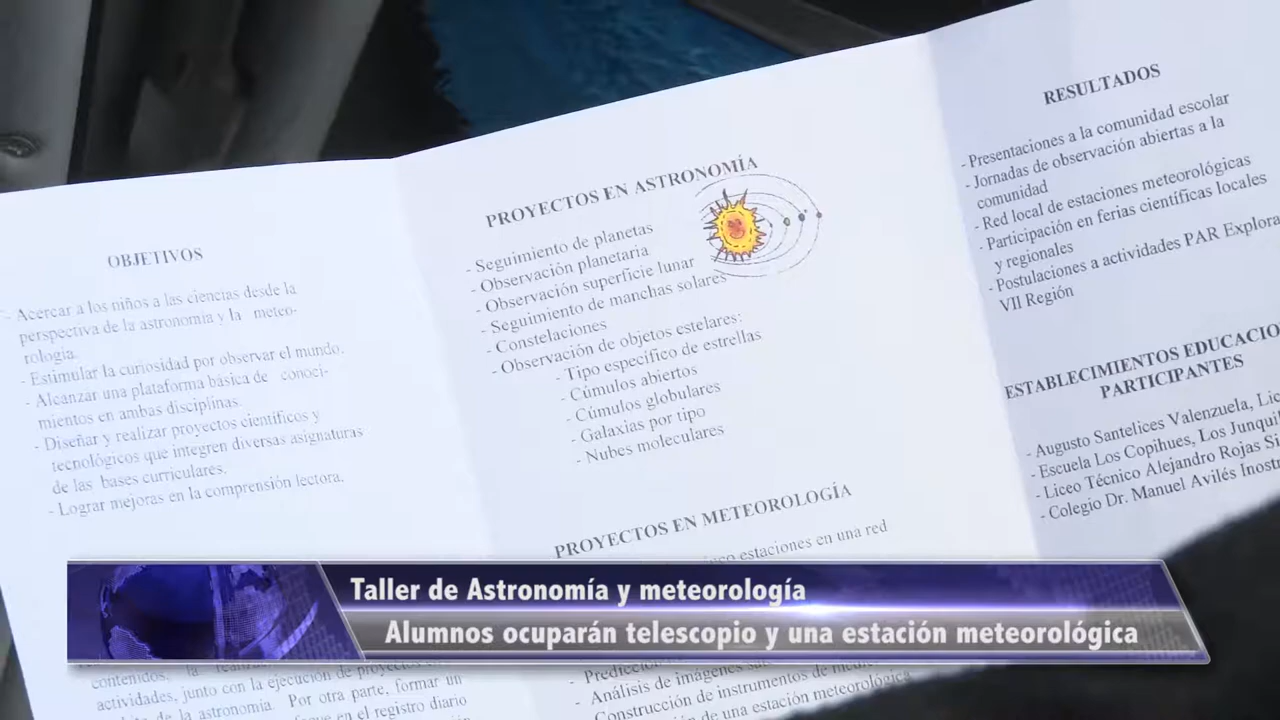 OBJETIVOS
- Acercar a los niños a las ciencias desde la
perspectiva de la astronomía y la meteo-
rología.
- Estimular la curiosidad por observar el mundo.
- Alcanzar una plataforma básica de conoci-
mientos en ambas disciplinas.
- Diseñar y realizar proyectos científicos y
tecnológicos que integren diversas asignaturas
de las bases curriculares.
- Lograr mejoras en la comprensión lectora.
contenidos, la
actividades, junto con la ejecución de proyectos
de la astronomía. Por otra parte, formar un
en el registro diario
PROYECTOS EN ASTRONOMÍA
- Seguimiento de planetas
- Observación planetaria
- Observación superficie lunar
- Seguimiento de manchas solares
- Constelaciones
- Observación de objetos estelares:
- Tipo específico de estrellas
- Cúmulos abiertos
- Cúmulos globulares
- Galaxias por tipo
- Nubes moleculares
PROYECTOS EN METEOROLOGÍA
estaciones en una red
- Análisis de imágenes
Construcción de instrumentos de
de una estación meteorológica
RESULTADOS
- Presentaciones a la comunidad escolar
- Jornadas de observación abiertas a la
comunidad
- Red local de estaciones meteorológicas
- Participación en ferias científicas locales
y regionales
- Postulaciones a actividades PAR Explora
VII Región
ESTABLECIMIENTOS EDUCACIO
PARTICIPANTES
- Augusto Santelices Valenzuela, Lic
- Escuela Los Copihues, Los Junqui
- Liceo Técnico Alejandro Rojas Si
- Colegio Dr. Manuel Avilés Inostr
Taller de Astronomía y meteorología
Alumnos ocuparán telescopio y una estación meteorológica